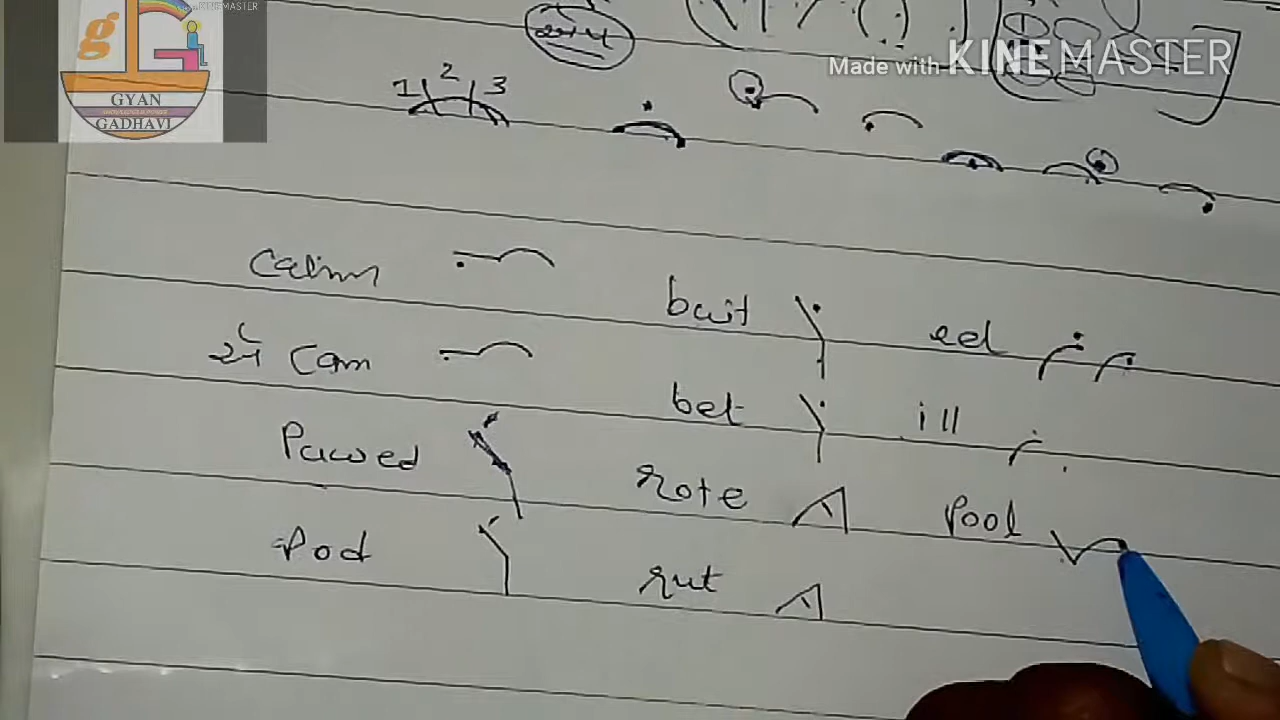 g
GYAN
GADHAVI
Made with KINEMASTER
KINEMASTER
1 2 3
Calm
bait
eel
Cam
bet
ill
Pawed
rote
Pool
Pod
rut